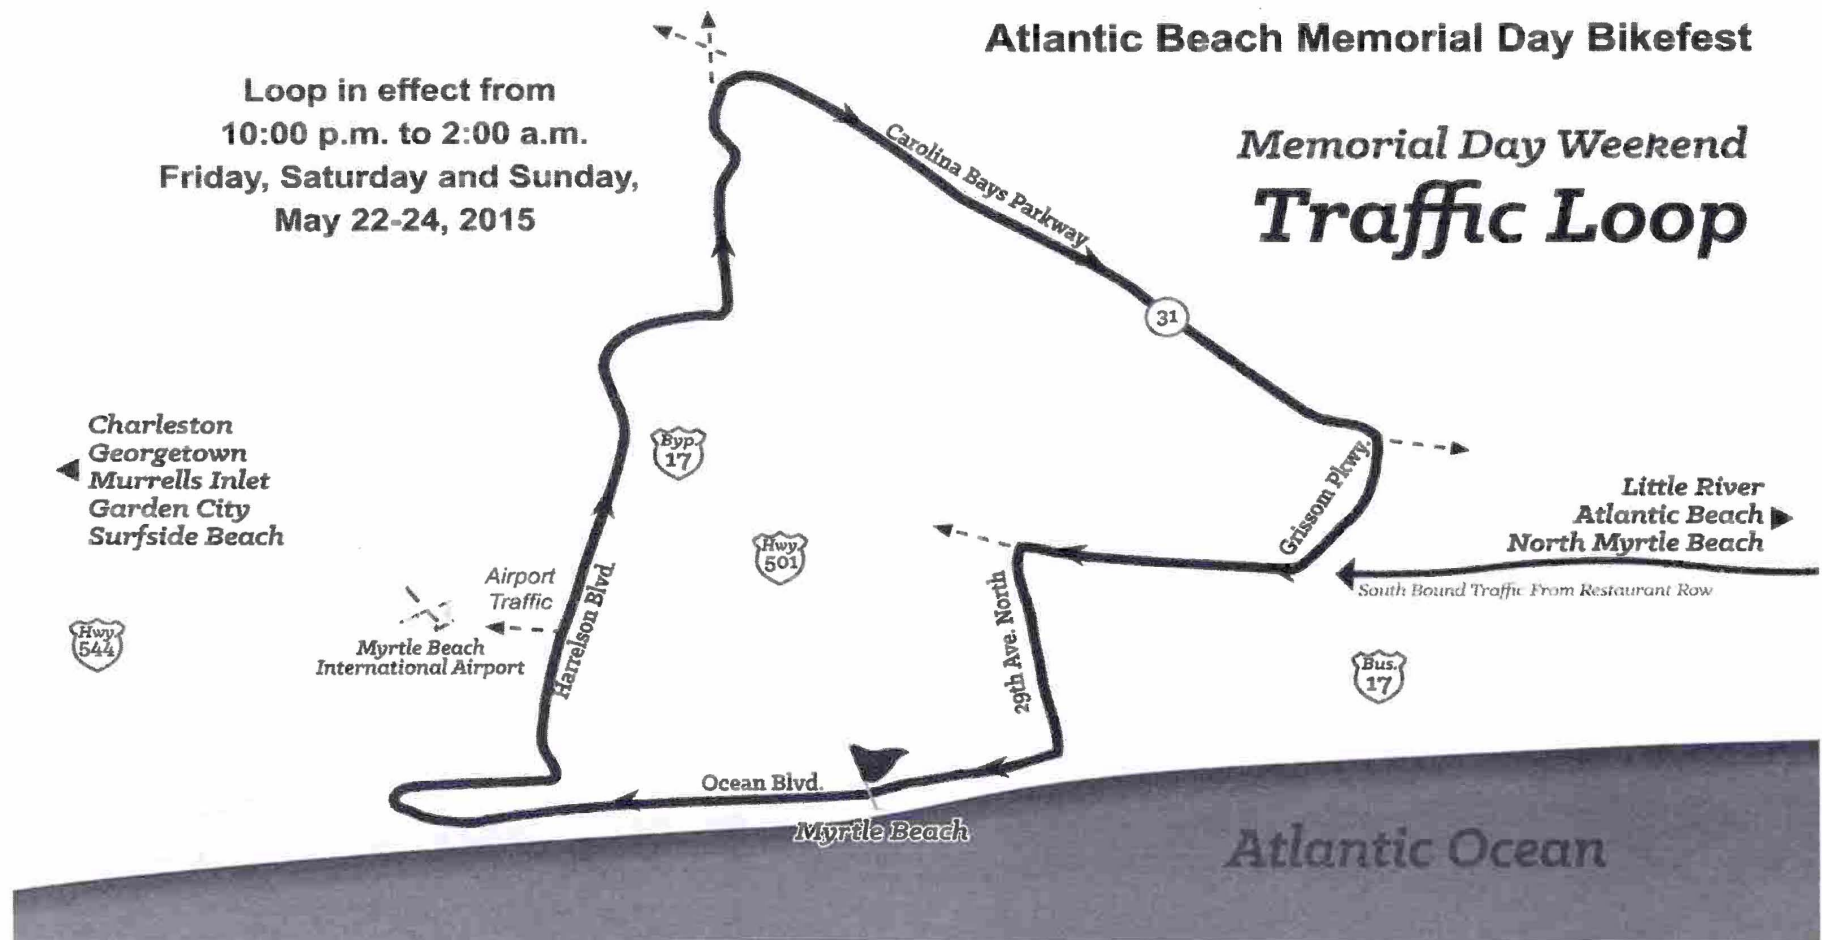 Atlantic Beach Memorial Day Bikefest
Loop in effect from
10:00 p.m. to 2:00 a.m.
Friday, Saturday and Sunday,
May 22-24, 2015
Memorial Day Weekend
Traffic Loop
Carolina Bays Parkway
31
Charleston
Georgetown
Murrells Inlet
Garden City
Surfside Beach
Byp.
17
Grissom Pkwy.
Little River
Atlantic Beach
North Myrtle Beach
South Bound Traffic From Restaurant Row
Hwy
501
Airport
Traffic
Harrelson Blvd.
29th Ave. North
Hwy.
544
Myrtle Beach
International Airport
Bus.
17
Ocean Blvd.
Myrtle Beach
Atlantic Ocean